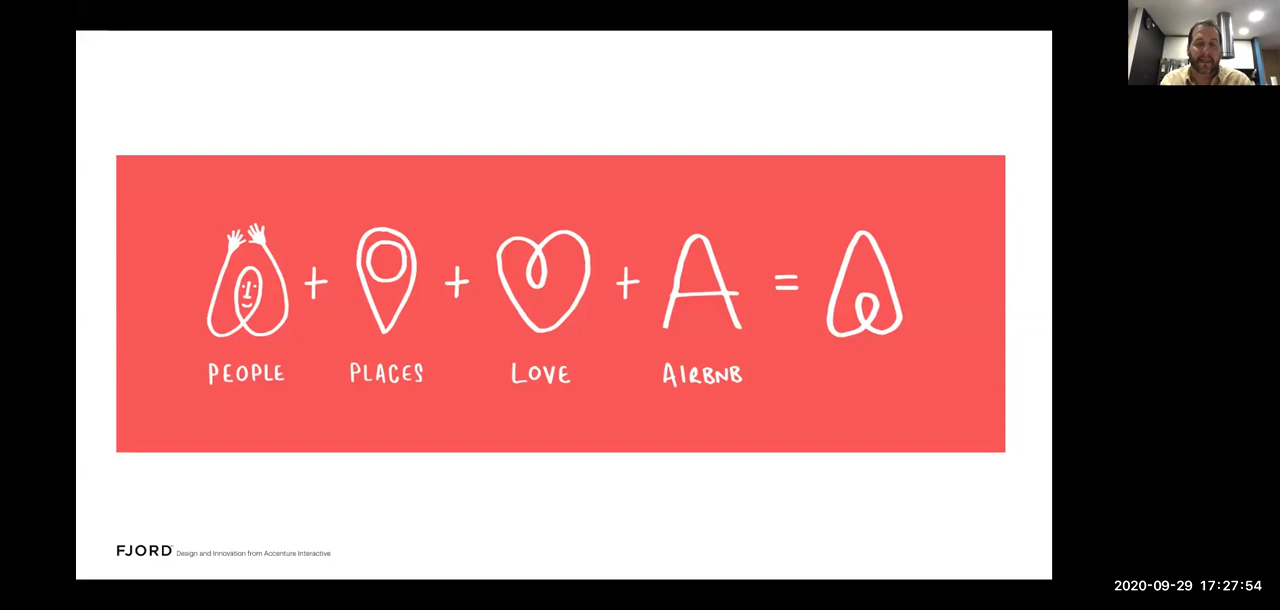 PEOPLE + PLACES + LOVE + A AIRBNB =
FJORD Design and Innovation from Accenture Interactive
2020-09-29 17:27:54